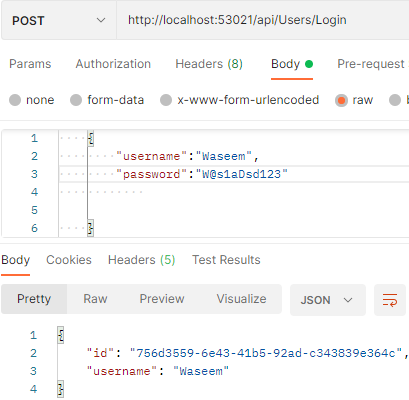 POST http://localhost:53021/api/Users/Login
Params Authorization Headers (8) Body Pre-request
none form-data x-www-form-urlencoded raw
1 {
2 "username":"Waseem",
3 "password":"W@s1aDsd123"
4
5
6 }
Body Cookies Headers (5) Test Results
Pretty Raw Preview Visualize JSON
1 {
2 "id": "756d3559-6e43-41b5-92ad-c343839e364c",
3 "username": "Waseem"
4 }